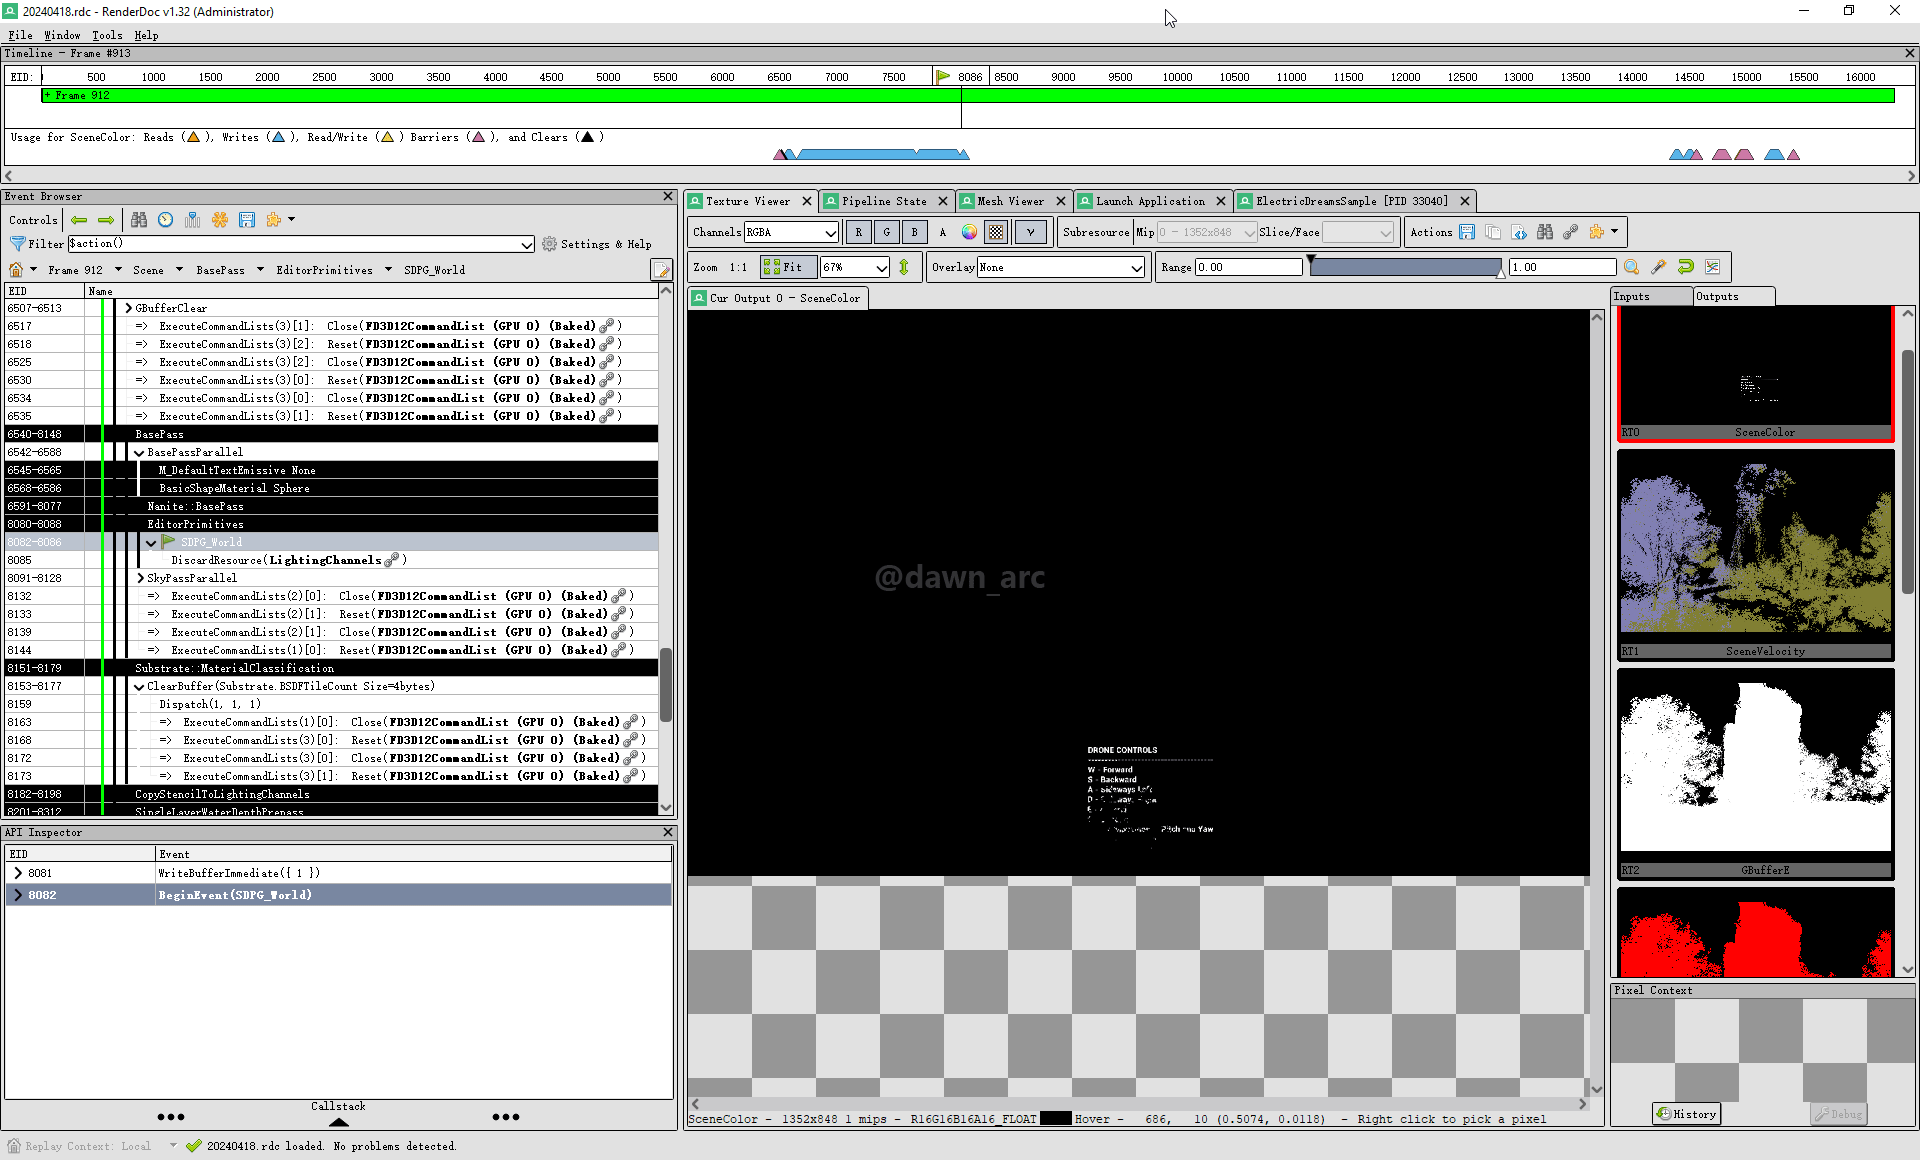 20240418.rdc - RenderDoc v1.32 (Administrator)
File Window Tools Help
Timeline - Frame #913
EID: 500 1000 1500 2000 2500 3000 3500 4000 4500 5000 5500 6000 6500 7000 7500 8086 8500 9000 9500 10000 10500 11000 11500 12000 12500 13000 13500 14000 14500 15000 15500 16000
+ Frame 912
Usage for SceneColor: Reads ( ), Writes ( ), Read/Write ( ) Barriers ( ), and Clears ( )
Event Browser
Controls
Filter $action() Settings & Help
Frame 912 Scene BasePass EditorPrimitives SDPG_World
EID Name
6507-6513 GBufferClear
6517 => ExecuteCommandLists(3)[1]: Close(FD3D12CommandList (GPU 0) (Baked) )
6518 => ExecuteCommandLists(3)[2]: Reset(FD3D12CommandList (GPU 0) (Baked) )
6525 => ExecuteCommandLists(3)[2]: Close(FD3D12CommandList (GPU 0) (Baked) )
6530 => ExecuteCommandLists(3)[0]: Reset(FD3D12CommandList (GPU 0) (Baked) )
6534 => ExecuteCommandLists(3)[0]: Close(FD3D12CommandList (GPU 0) (Baked) )
6535 => ExecuteCommandLists(3)[1]: Reset(FD3D12CommandList (GPU 0) (Baked) )
6540-8148 BasePass
6542-6588 BasePassParallel
6545-6565 M_DefaultTextEmissive None
6568-6586 BasicShapeMaterial Sphere
6591-8077 Nanite::BasePass
8080-8088 EditorPrimitives
8082-8086 SDPG_World
8085 DiscardResource(LightingChannels )
8091-8128 SkyPassParallel
8132 => ExecuteCommandLists(2)[0]: Close(FD3D12CommandList (GPU 0) (Baked) )
8133 => ExecuteCommandLists(2)[1]: Reset(FD3D12CommandList (GPU 0) (Baked) )
8139 => ExecuteCommandLists(2)[1]: Close(FD3D12CommandList (GPU 0) (Baked) )
8144 => ExecuteCommandLists(1)[0]: Reset(FD3D12CommandList (GPU 0) (Baked) )
8151-8179 Substrate::MaterialClassification
8153-8177 ClearBuffer(Substrate.BSDFTileCount Size=4bytes)
8159 Dispatch(1, 1, 1)
8163 => ExecuteCommandLists(1)[0]: Close(FD3D12CommandList (GPU 0) (Baked) )
8168 => ExecuteCommandLists(3)[0]: Reset(FD3D12CommandList (GPU 0) (Baked) )
8172 => ExecuteCommandLists(3)[0]: Close(FD3D12CommandList (GPU 0) (Baked) )
8173 => ExecuteCommandLists(3)[1]: Reset(FD3D12CommandList (GPU 0) (Baked) )
8182-8198 CopyStencilToLightingChannels
8201-8312 SingleLayerWaterDepthPrepass
API Inspector
EID Event
8081 WriteBufferImmediate({ 1 })
8082 BeginEvent(SDPG_World)
Callstack
Replay Context: Local 20240418.rdc loaded. No problems detected.
Texture Viewer Pipeline State Mesh Viewer Launch Application ElectricDreamsSample [PID 33040]
Channels RGBA R G B A γ Subresource Mip 0 - 1352x848 Slice/Face Actions
Zoom 1:1 Fit 67% Overlay None Range 0.00 1.00
Cur Output 0 - SceneColor
@dawn_arc
DRONE CONTROLS
W - Forward
S - Backward
A - Sideways Left
Pitch and Yaw
SceneColor - 1352x848 1 mips - R16G16B16A16_FLOAT Hover - 686, 10 (0.5074, 0.0118) - Right click to pick a pixel
Inputs Outputs
RT0 SceneColor
RT1 SceneVelocity
RT2 GBufferE
Pixel Context
History Debug